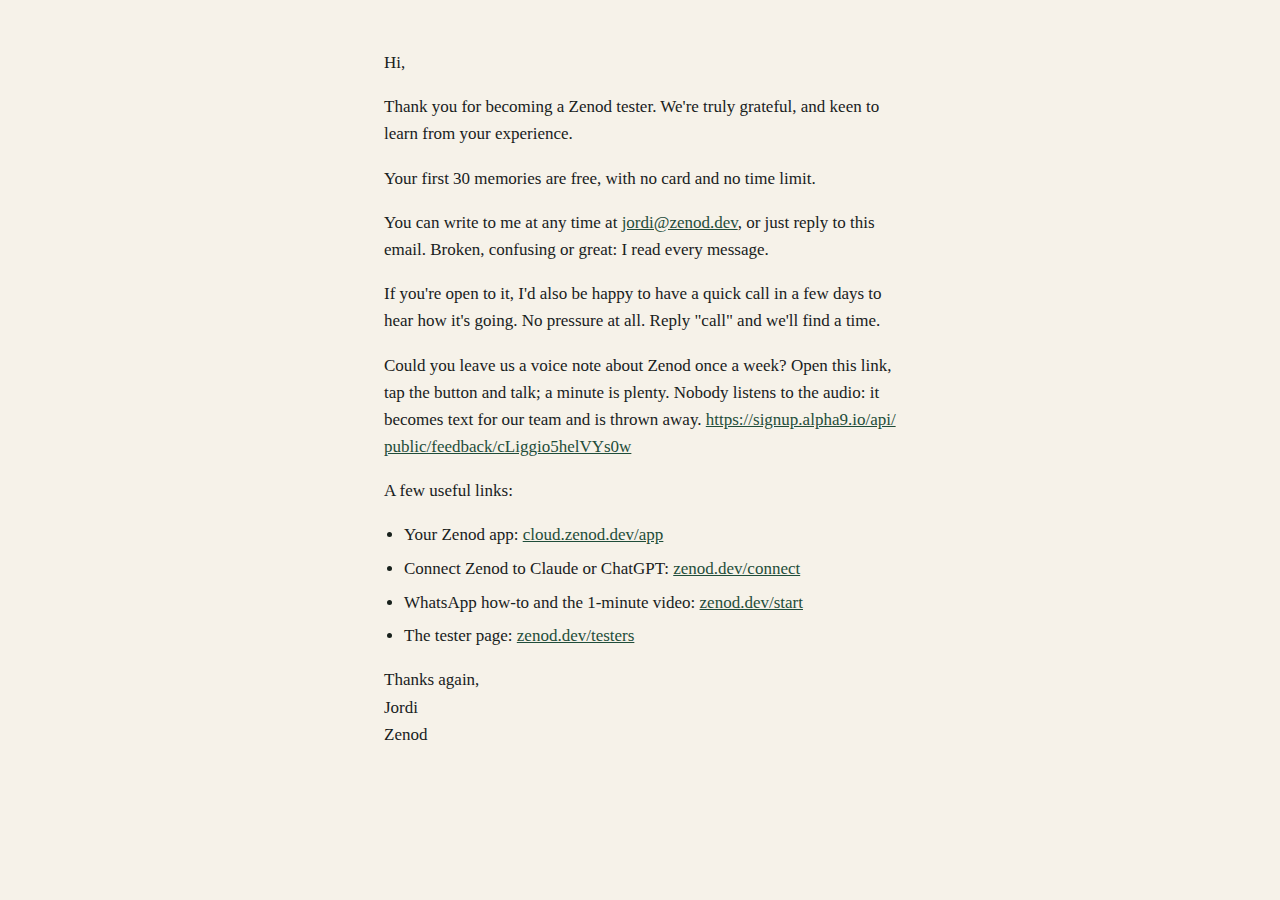 Hi,
Thank you for becoming a Zenod tester. We're truly grateful, and keen to
learn from your experience.
Your first 30 memories are free, with no card and no time limit.
You can write to me at any time at jordi@zenod.dev, or just reply to this
email. Broken, confusing or great: I read every message.
If you're open to it, I'd also be happy to have a quick call in a few days to
hear how it's going. No pressure at all. Reply "call" and we'll find a time.
Could you leave us a voice note about Zenod once a week? Open this link,
tap the button and talk; a minute is plenty. Nobody listens to the audio: it
becomes text for our team and is thrown away. https://signup.alpha9.io/api/
public/feedback/cLiggio5helVYs0w
A few useful links:
• Your Zenod app: cloud.zenod.dev/app
• Connect Zenod to Claude or ChatGPT: zenod.dev/connect
• WhatsApp how-to and the 1-minute video: zenod.dev/start
• The tester page: zenod.dev/testers
Thanks again,
Jordi
Zenod